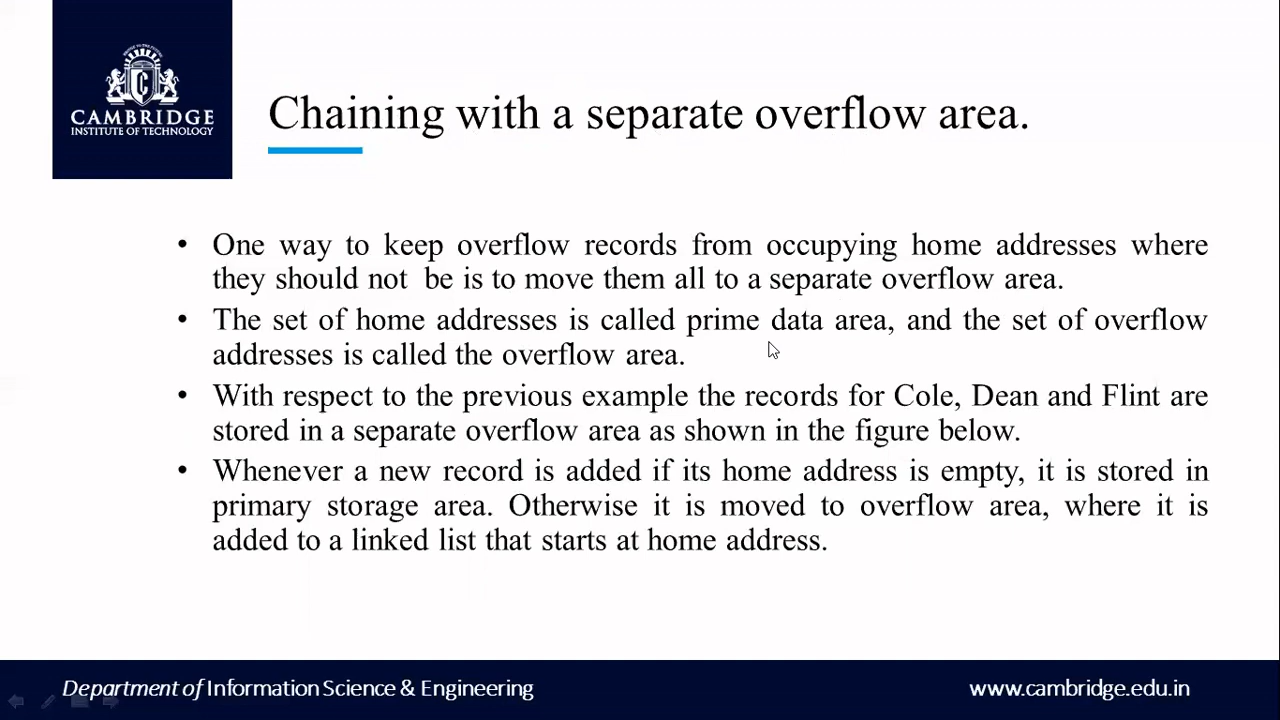 CAMBRIDGE
INSTITUTE OF TECHNOLOGY
Chaining with a separate overflow area.
• One way to keep overflow records from occupying home addresses where
they should not be is to move them all to a separate overflow area.
• The set of home addresses is called prime data area, and the set of overflow
addresses is called the overflow area.
• With respect to the previous example the records for Cole, Dean and Flint are
stored in a separate overflow area as shown in the figure below.
• Whenever a new record is added if its home address is empty, it is stored in
primary storage area. Otherwise it is moved to overflow area, where it is
added to a linked list that starts at home address.
Department of Information Science & Engineering
www.cambridge.edu.in